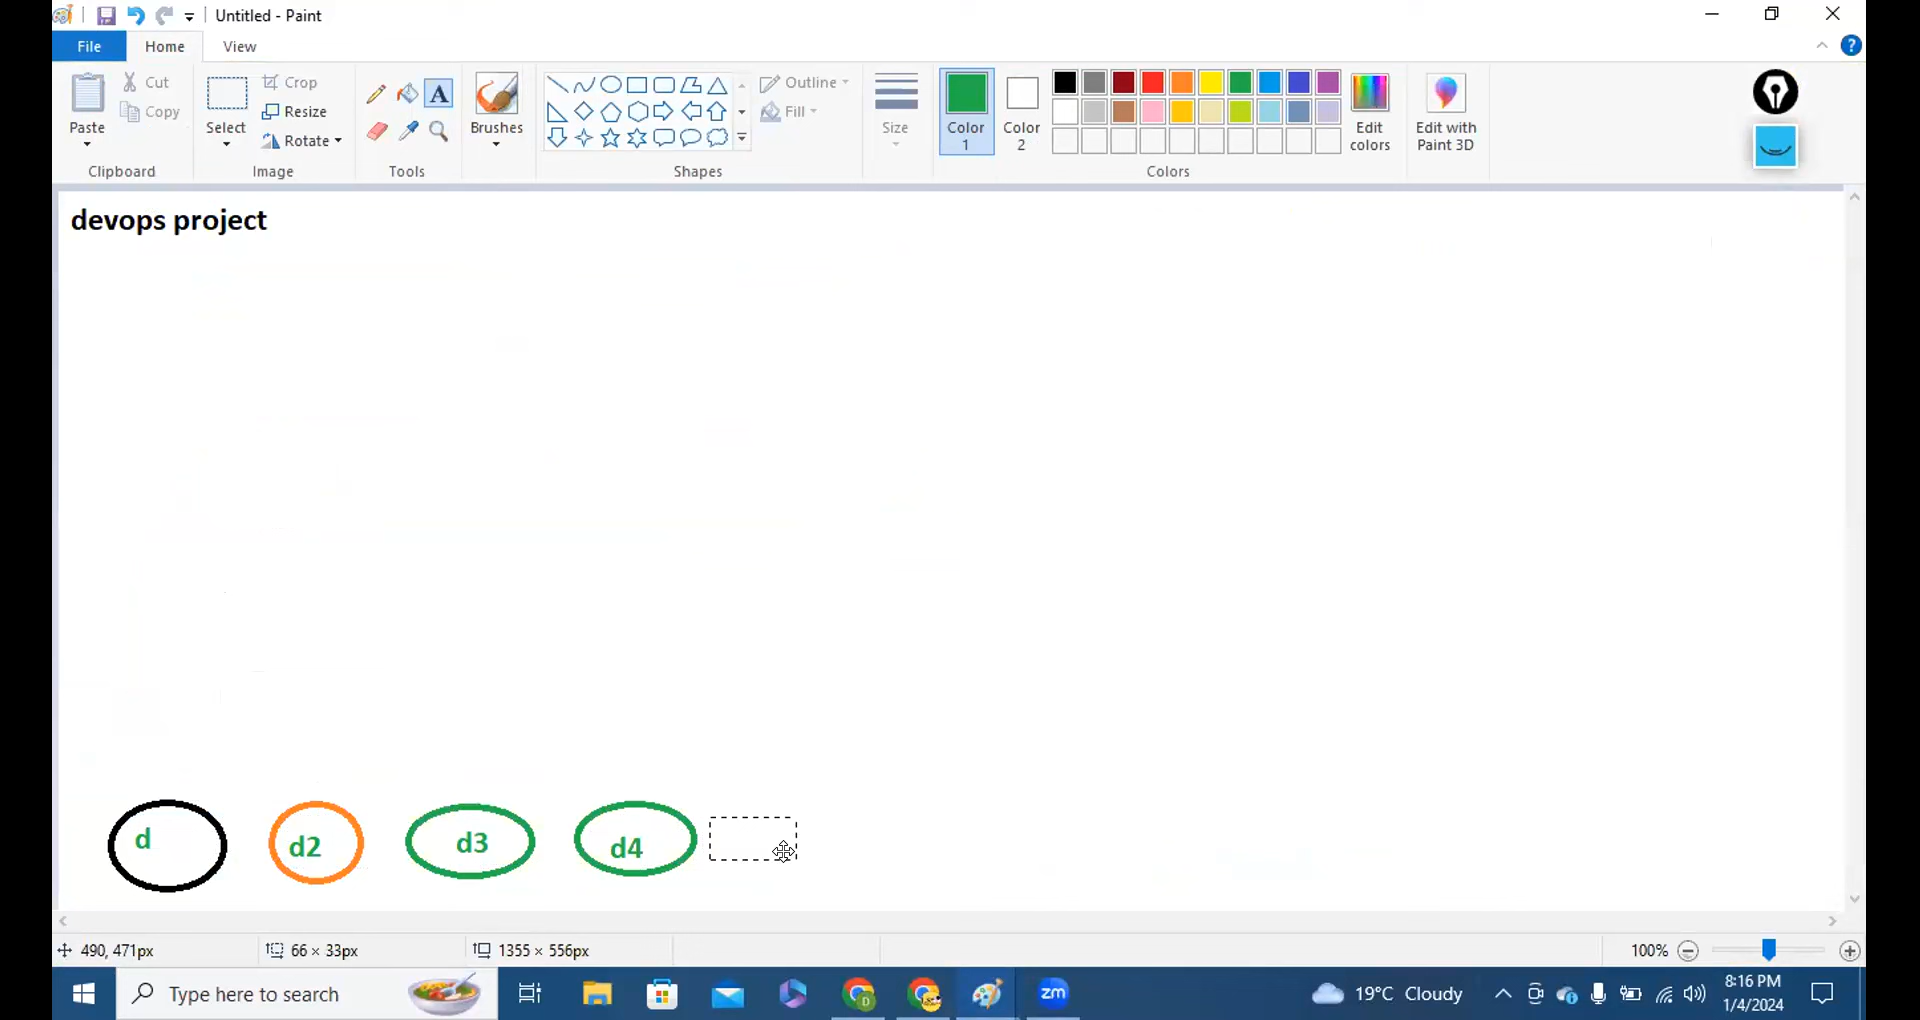 Untitled - Paint
File Home View
Paste
Cut
Copy
Clipboard
Select
Crop
Resize
Rotate
Image
A
Tools
Brushes
Shapes
Outline
Fill
Size
Color 1
Color 2
Edit colors
Colors
Edit with Paint 3D
?
devops project
d d2 d3 d4
490, 471px 66 × 33px 1355 × 556px 100%
Type here to search
D
zm
19°C Cloudy
8:16 PM
1/4/2024